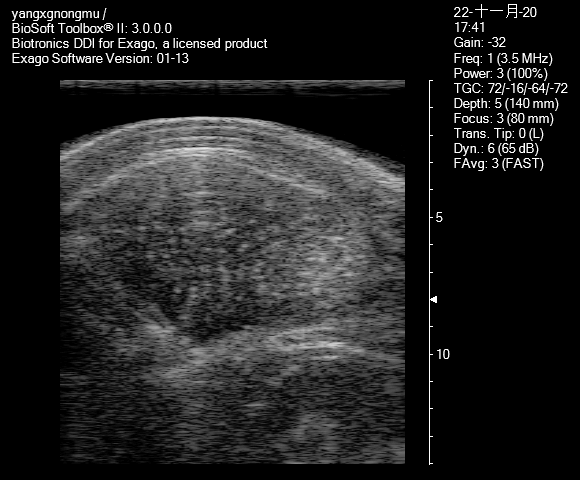 yangxgnongmu /
BioSoft Toolbox® II: 3.0.0.0
Biotronics DDI for Exago, a licensed product
Exago Software Version: 01-13
22-十一月-20
17:41
Gain: -32
Freq: 1 (3.5 MHz)
Power: 3 (100%)
TGC: 72/-16/-64/-72
Depth: 5 (140 mm)
Focus: 3 (80 mm)
Trans. Tip: 0 (L)
Dyn.: 6 (65 dB)
FAvg: 3 (FAST)
5
10